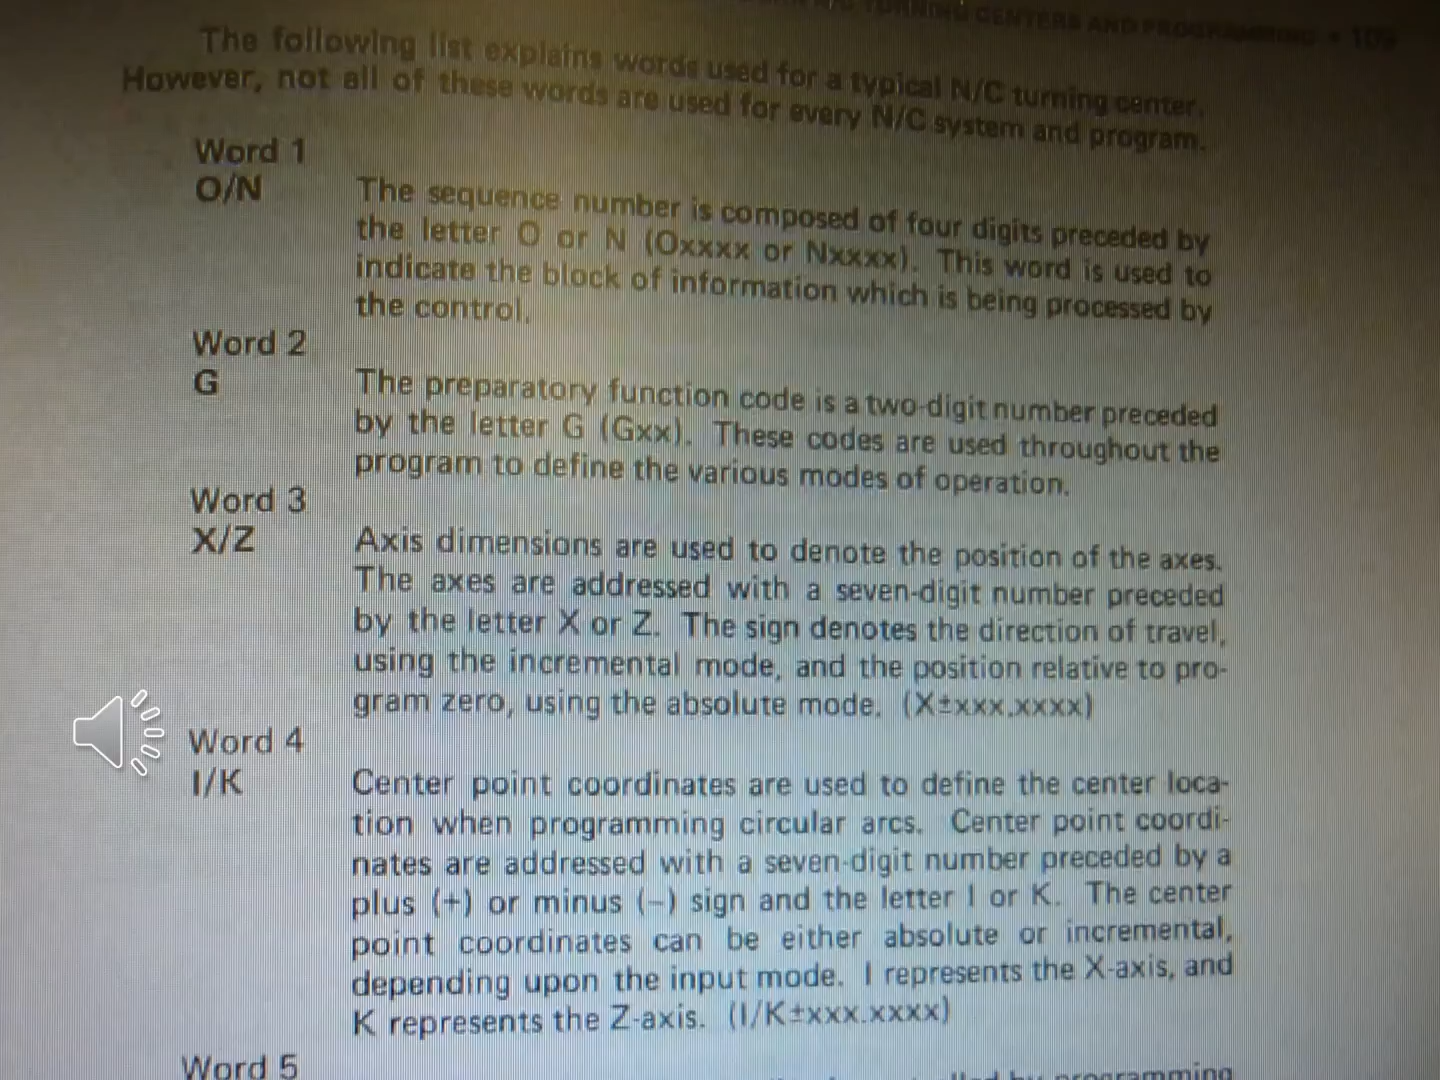 TURNING CENTERS AND PROGRAMMING •
The following list explains words used for a typical N/C turning center.
However, not all of these words are used for every N/C system and program.
Word 1
O/N The sequence number is composed of four digits preceded by
the letter O or N (Oxxxx or Nxxxx). This word is used to
indicate the block of information which is being processed by
the control.
Word 2
G The preparatory function code is a two-digit number preceded
by the letter G (Gxx). These codes are used throughout the
program to define the various modes of operation.
Word 3
X/Z Axis dimensions are used to denote the position of the axes.
The axes are addressed with a seven-digit number preceded
by the letter X or Z. The sign denotes the direction of travel,
using the incremental mode, and the position relative to pro-
gram zero, using the absolute mode. (X±xxx.xxxx)
Word 4
I/K Center point coordinates are used to define the center loca-
tion when programming circular arcs. Center point coordi-
nates are addressed with a seven-digit number preceded by a
plus (+) or minus (−) sign and the letter I or K. The center
point coordinates can be either absolute or incremental,
depending upon the input mode. I represents the X-axis, and
K represents the Z-axis. (I/K±xxx.xxxx)
Word 5
by programming